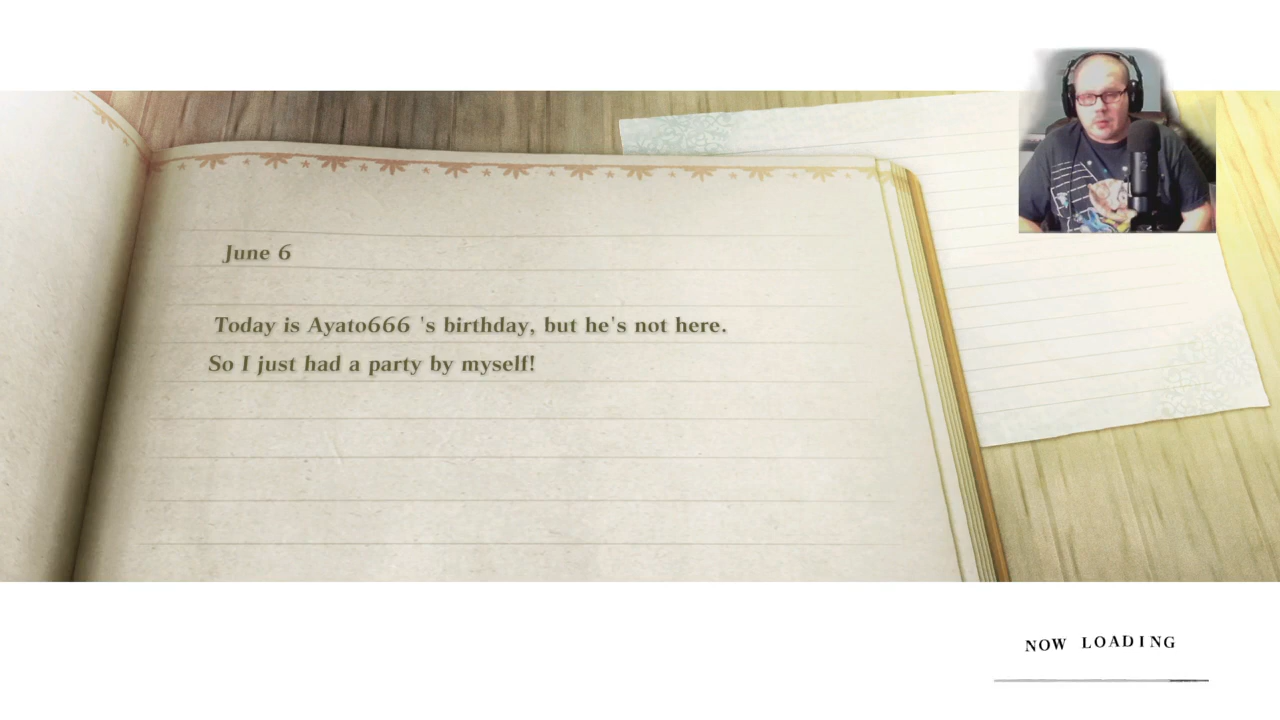 June 6
Today is Ayato666 's birthday, but he's not here.
So I just had a party by myself!
NOW LOADING